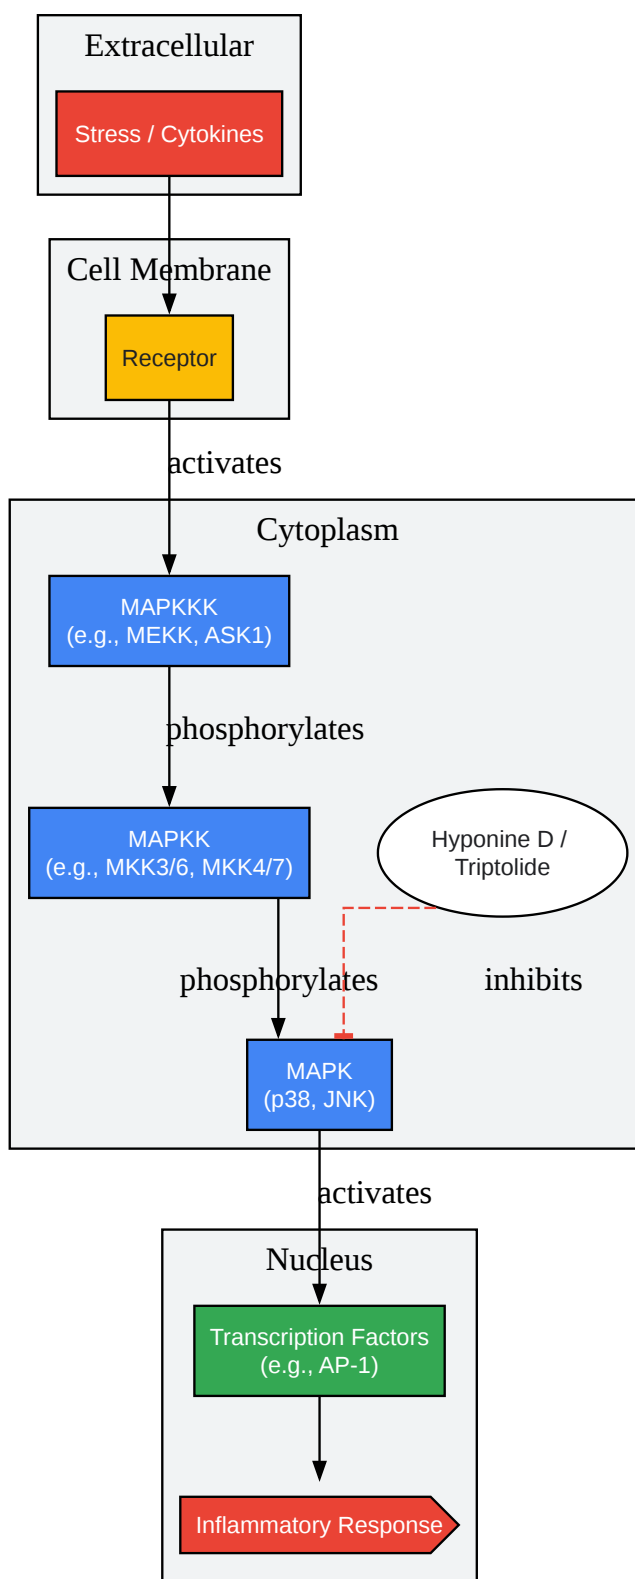 Extracellular
Stress / Cytokines
Cell Membrane
Receptor
activates
Cytoplasm
MAPKKK
(e.g., MEKK, ASK1)
phosphorylates
MAPKK
(e.g., MKK3/6, MKK4/7)
Hyponine D /
Triptolide
phosphorylates
inhibits
MAPK
(p38, JNK)
activates
Nucleus
Transcription Factors
(e.g., AP-1)
Inflammatory Response